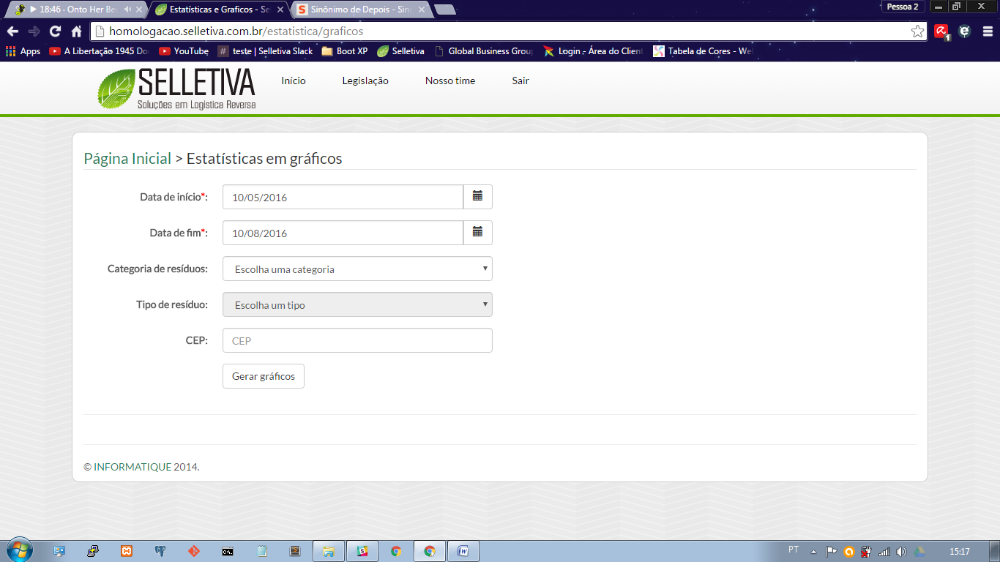 ▶ 18:46 · Onto Her Be
Estatísticas e Graficos - Se
Sinônimo de Depois - Sin
Pessoa 2
homologacao.selletiva.com.br/estatistica/graficos
1
Apps
A Libertação 1945 Do
YouTube
teste | Selletiva Slack
Boot XP
Selletiva
Global Business Grou
Login - Área do Client
Tabela de Cores - We
SELLETIVA
Soluções em Logística Reversa
Início
Legislação
Nosso time
Sair
Página Inicial > Estatísticas em gráficos
Data de início*:
10/05/2016
Data de fim*:
10/08/2016
Categoria de resíduos:
Escolha uma categoria
Tipo de resíduo:
Escolha um tipo
CEP:
CEP
Gerar gráficos
© INFORMATIQUE 2014.
PT
15:17